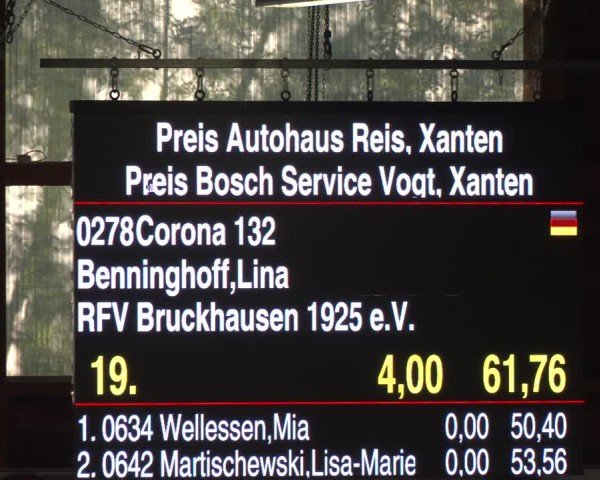 Preis Autohaus Reis, Xanten
Preis Bosch Service Vogt, Xanten
0278Corona 132
Benninghoff,Lina
RFV Bruckhausen 1925 e.V.
19. 4,00 61,76
1. 0634 Wellessen,Mia 0,00 50,40
2. 0642 Martischewski,Lisa-Marie 0,00 53,56